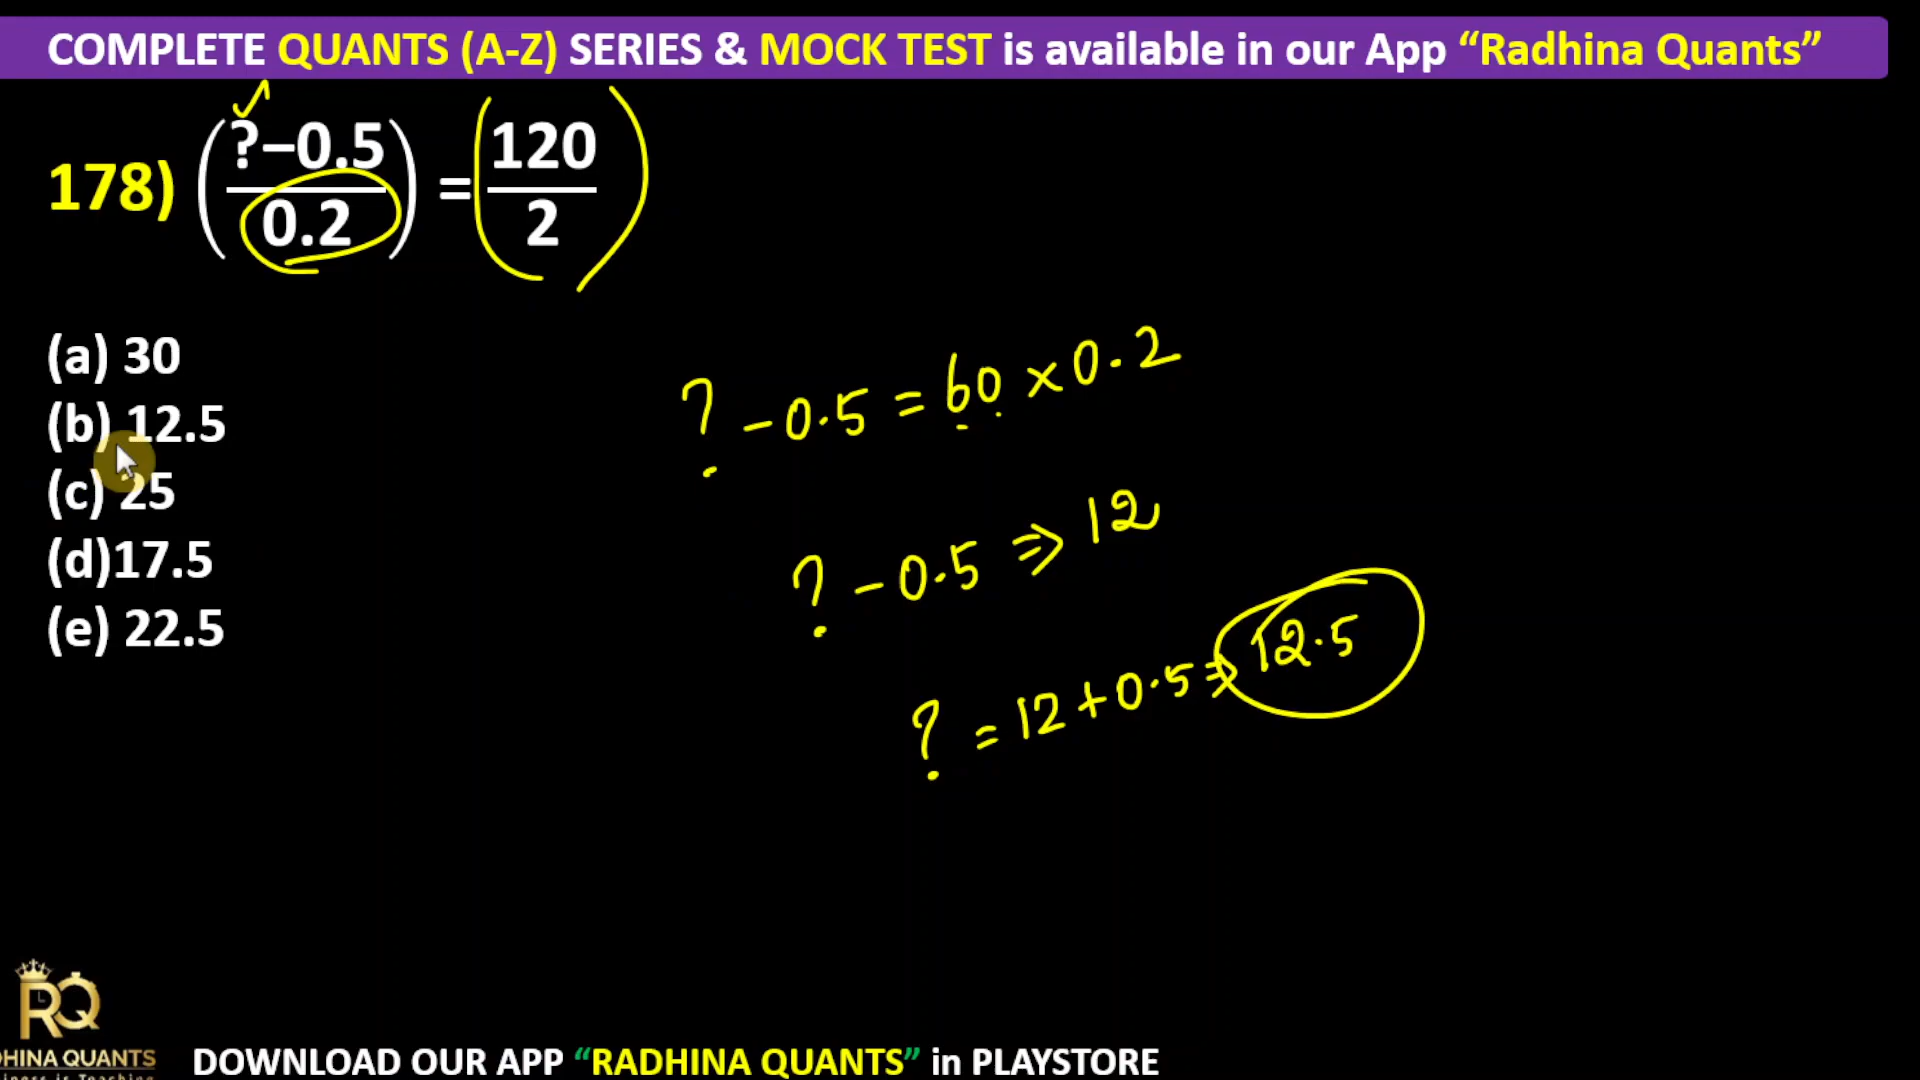 COMPLETE QUANTS (A-Z) SERIES & MOCK TEST is available in our App “Radhina Quants”
178) (?−0.5 / 0.2) = (120 / 2)
(a) 30
(b) 12.5
(c) 25
(d)17.5
(e) 22.5
? - 0.5 = 60 × 0.2
? - 0.5 ⇒ 12
? = 12 + 0.5 ⇒ 12.5
RQ
HINA QUANTS
DOWNLOAD OUR APP “RADHINA QUANTS” in PLAYSTORE